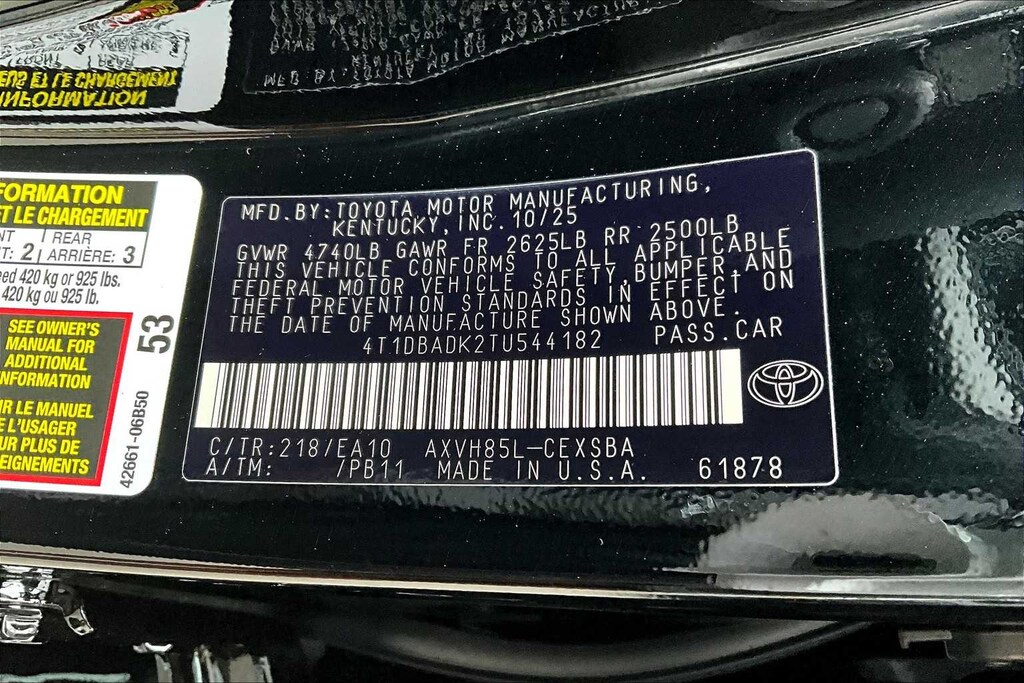 FORMATION
ET LE CHARGEMENT
NT : 2 REAR ARRIÈRE: 3
eed 420 kg or 925 lbs.
420 kg ou 925 lb.
SEE OWNER'S
MANUAL FOR
ADDITIONAL
INFORMATION
IR LE MANUEL
E L'USAGER
UR PLUS DE
EIGNEMENTS
53
42661-06B50
MFD.BY:TOYOTA MOTOR MANUFACTURING,
KENTUCKY, INC. 10/25
GVWR 4740LB GAWR FR 2625LB RR 2500LB
THIS VEHICLE CONFORMS TO ALL APPLICABLE
FEDERAL MOTOR VEHICLE SAFETY,BUMPER,AND
THEFT PREVENTION STANDARDS IN EFFECT ON
THE DATE OF MANUFACTURE SHOWN ABOVE.
4T1DBADK2TU544182 PASS.CAR
C/TR:218/EA10 AXVH85L-CEXSBA
A/TM: /PB11 MADE IN U.S.A. 61878